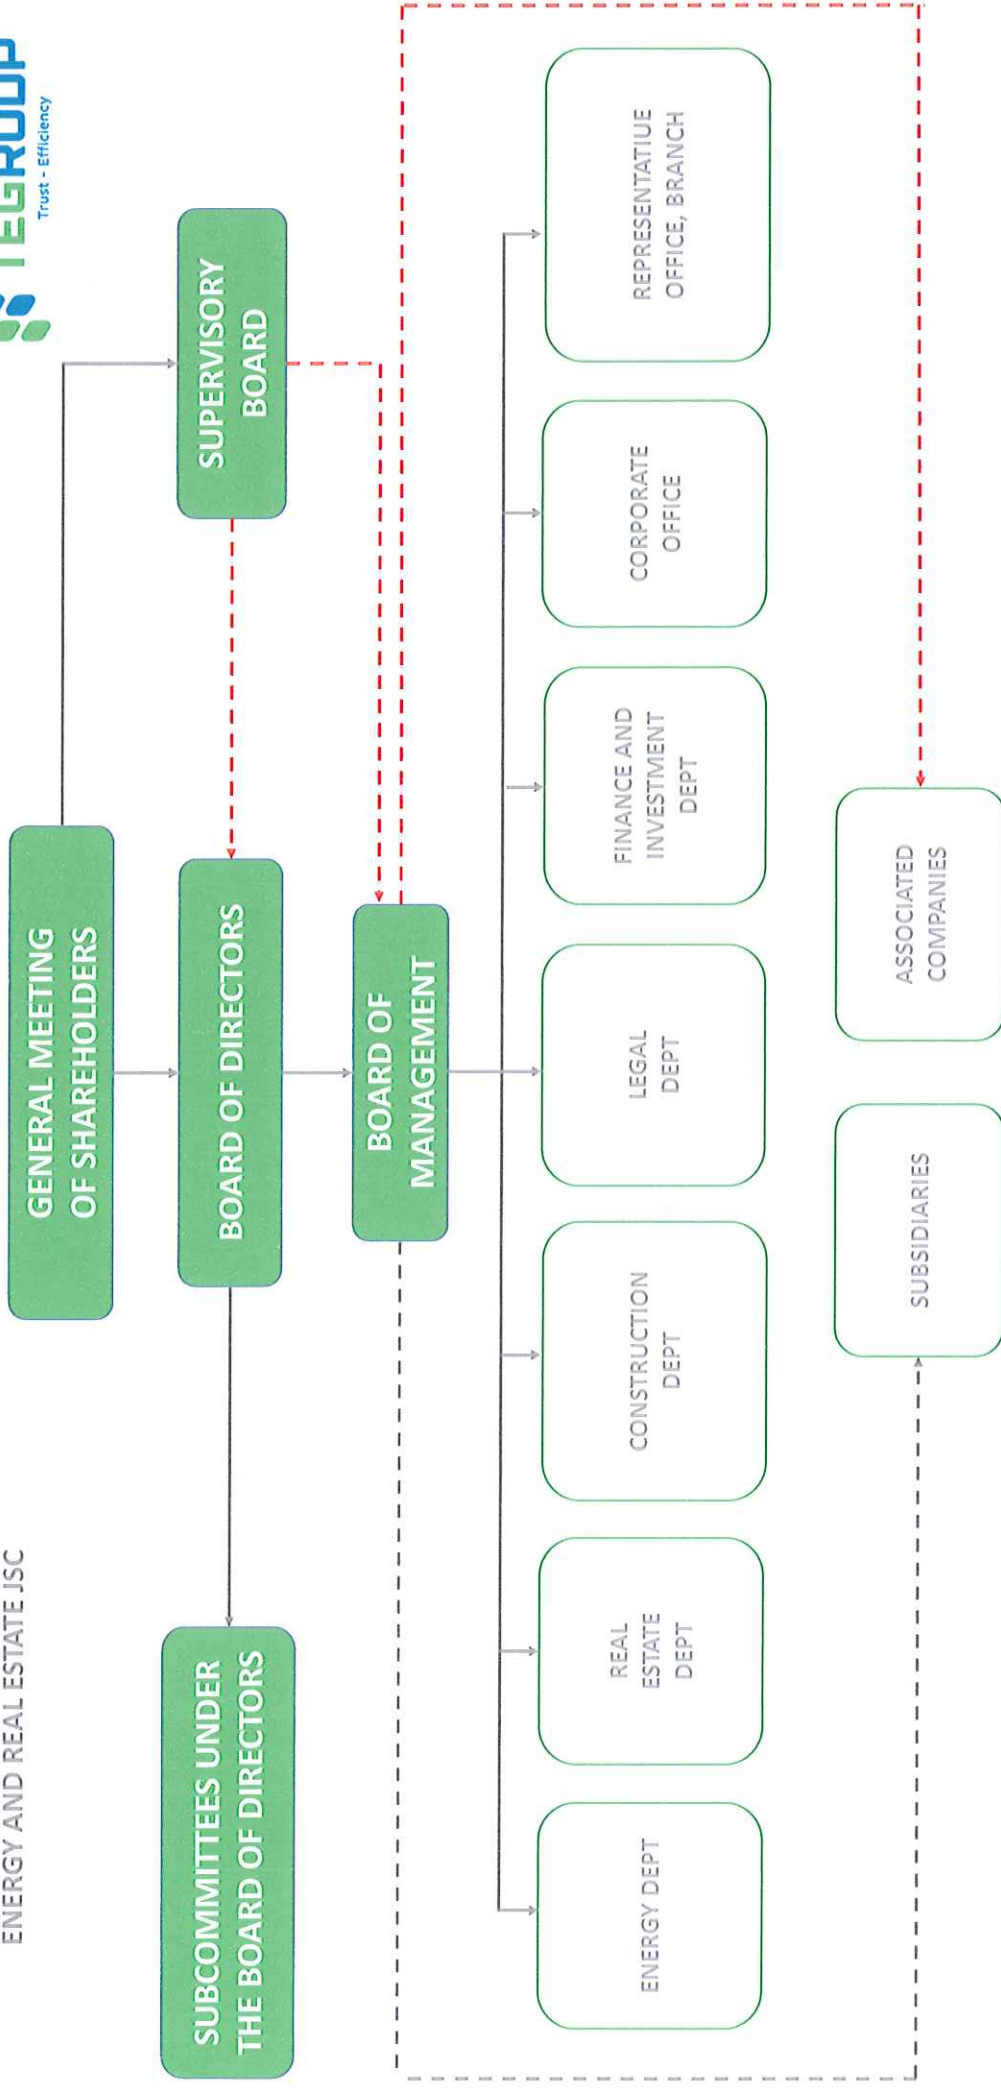 TEGROUP
Trust - Efficiency
ENERGY AND REAL ESTATE JSC
GENERAL MEETING
OF SHAREHOLDERS
SUPERVISORY
BOARD
BOARD OF DIRECTORS
SUBCOMMITTEES UNDER
THE BOARD OF DIRECTORS
BOARD OF
MANAGEMENT
ENERGY DEPT
REAL
ESTATE
DEPT
CONSTRUCTION
DEPT
LEGAL
DEPT
FINANCE AND
INVESTMENT
DEPT
CORPORATE
OFFICE
REPRESENTATIUE
OFFICE, BRANCH
SUBSIDIARIES
ASSOCIATED
COMPANIES